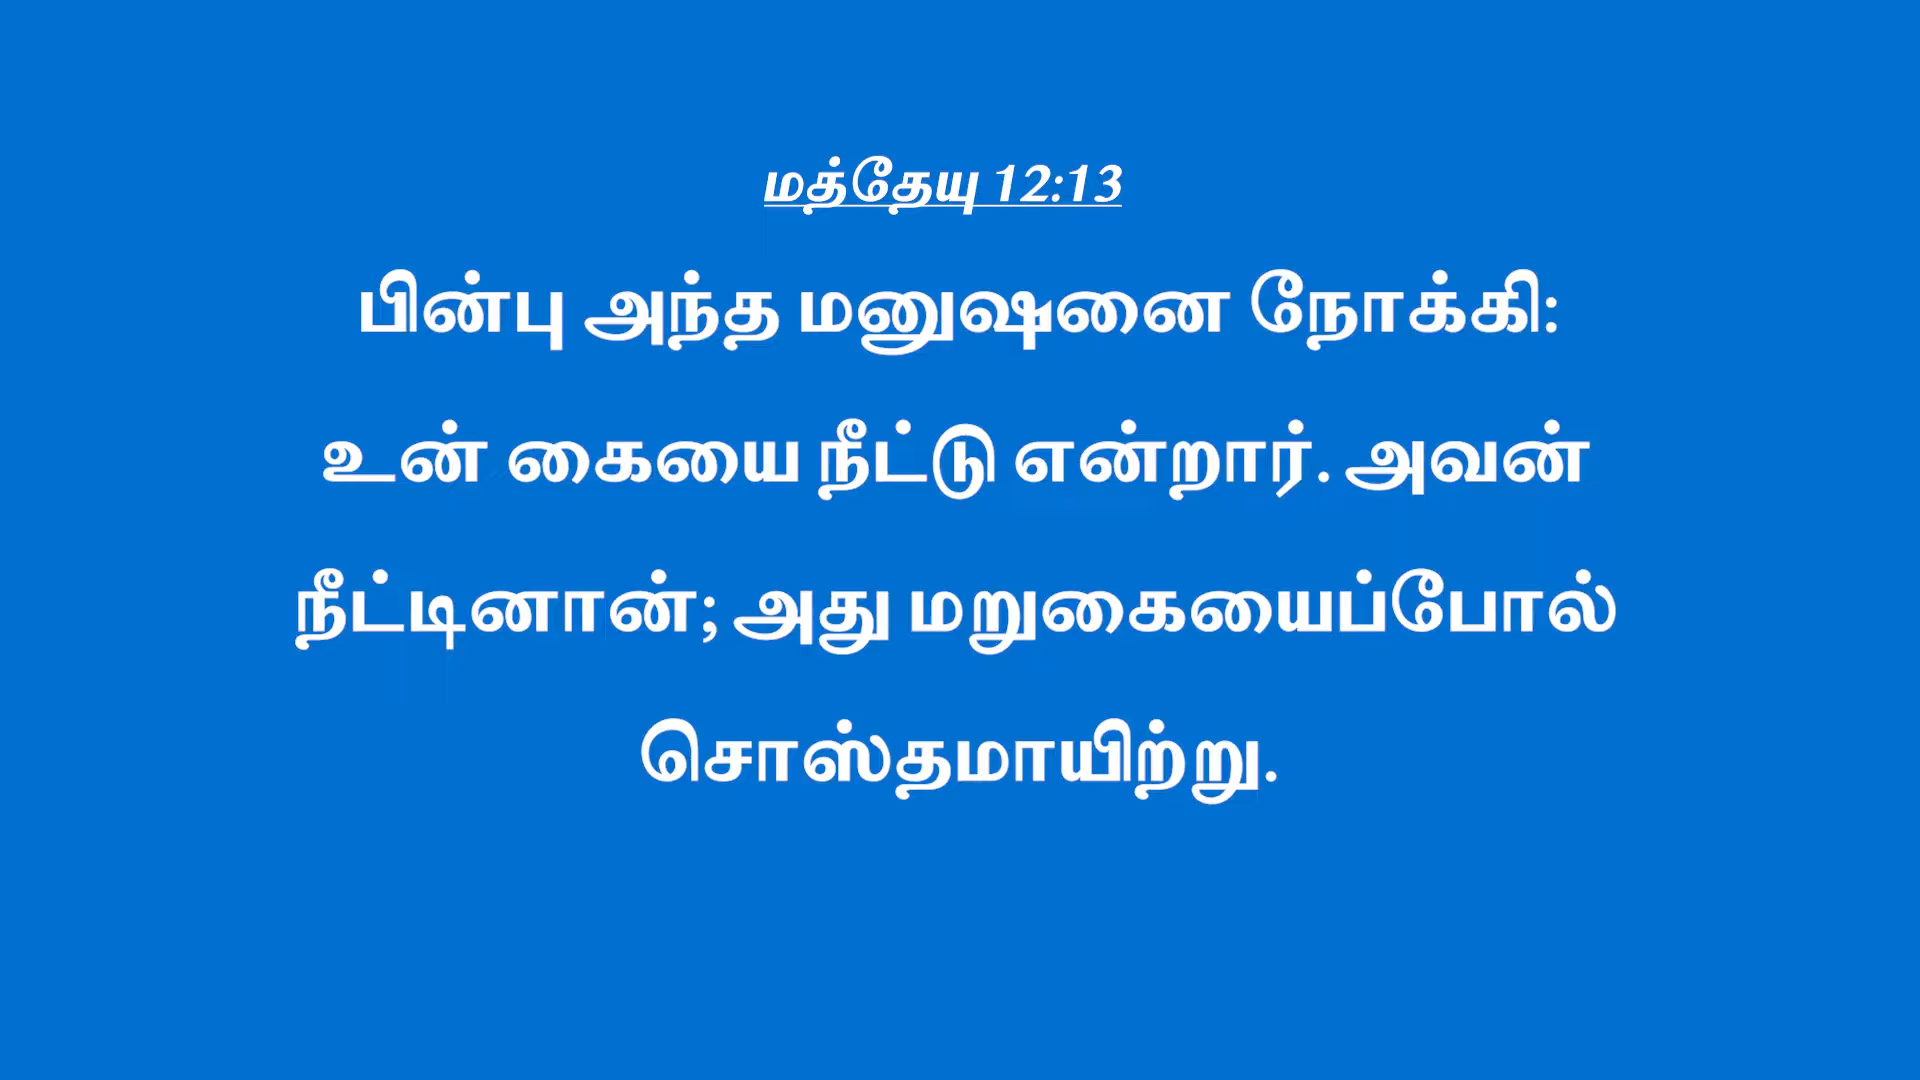 மத்தேயு 12:13
பின்பு அந்த மனுஷனை நோக்கி:
உன் கையை நீட்டு என்றார். அவன்
நீட்டினான்; அது மறுகையைப்போல்
சொஸ்தமாயிற்று.